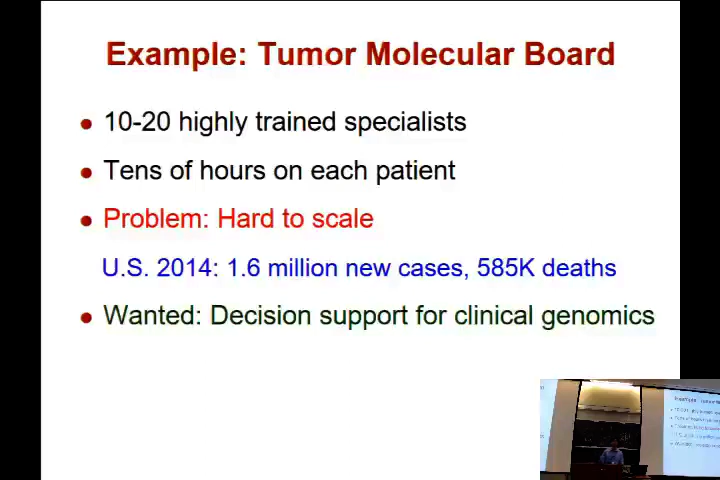 Example: Tumor Molecular Board
10-20 highly trained specialists
Tens of hours on each patient
Problem: Hard to scale
U.S. 2014: 1.6 million new cases, 585K deaths
Wanted: Decision support for clinical genomics